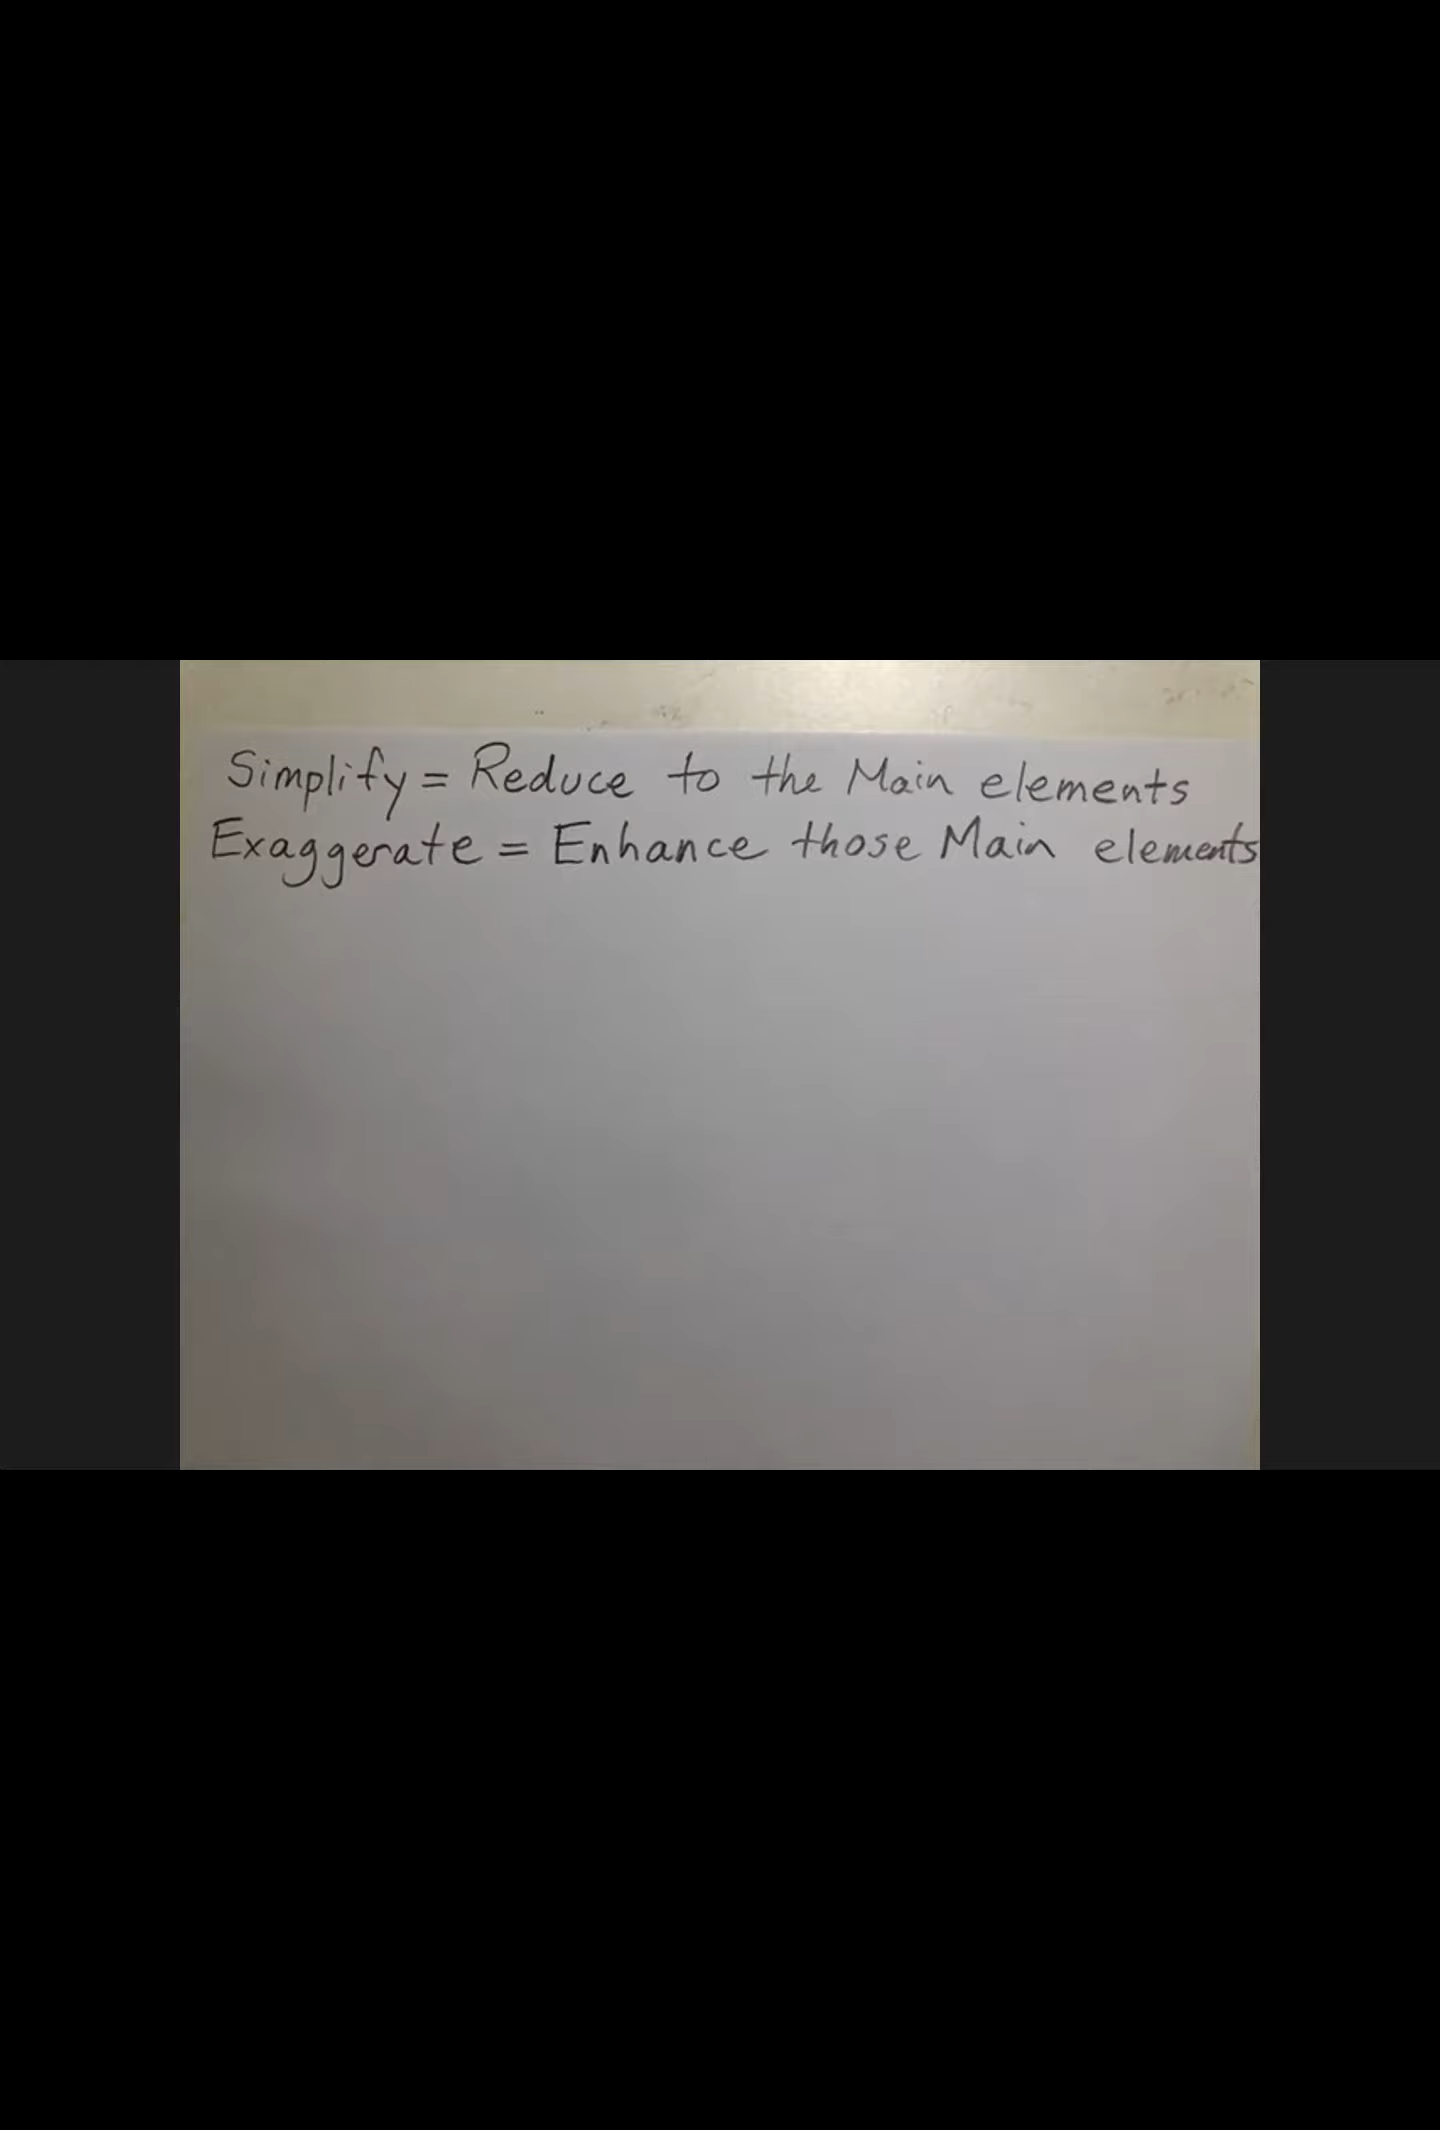 Simplify = Reduce to the Main elements
Exaggerate = Enhance those Main elements